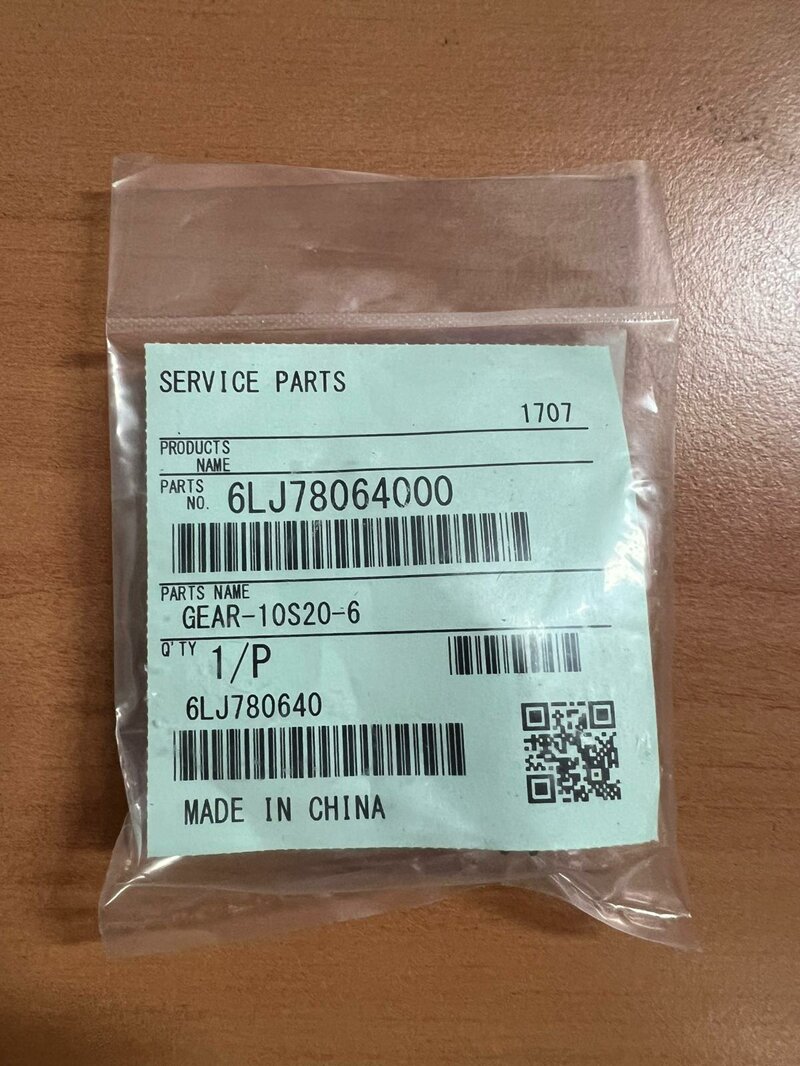 SERVICE PARTS
1707
PRODUCTS
NAME
PARTS
NO. 6LJ78064000
PARTS NAME
GEAR-10S20-6
Q'TY 1/P
6LJ780640
MADE IN CHINA